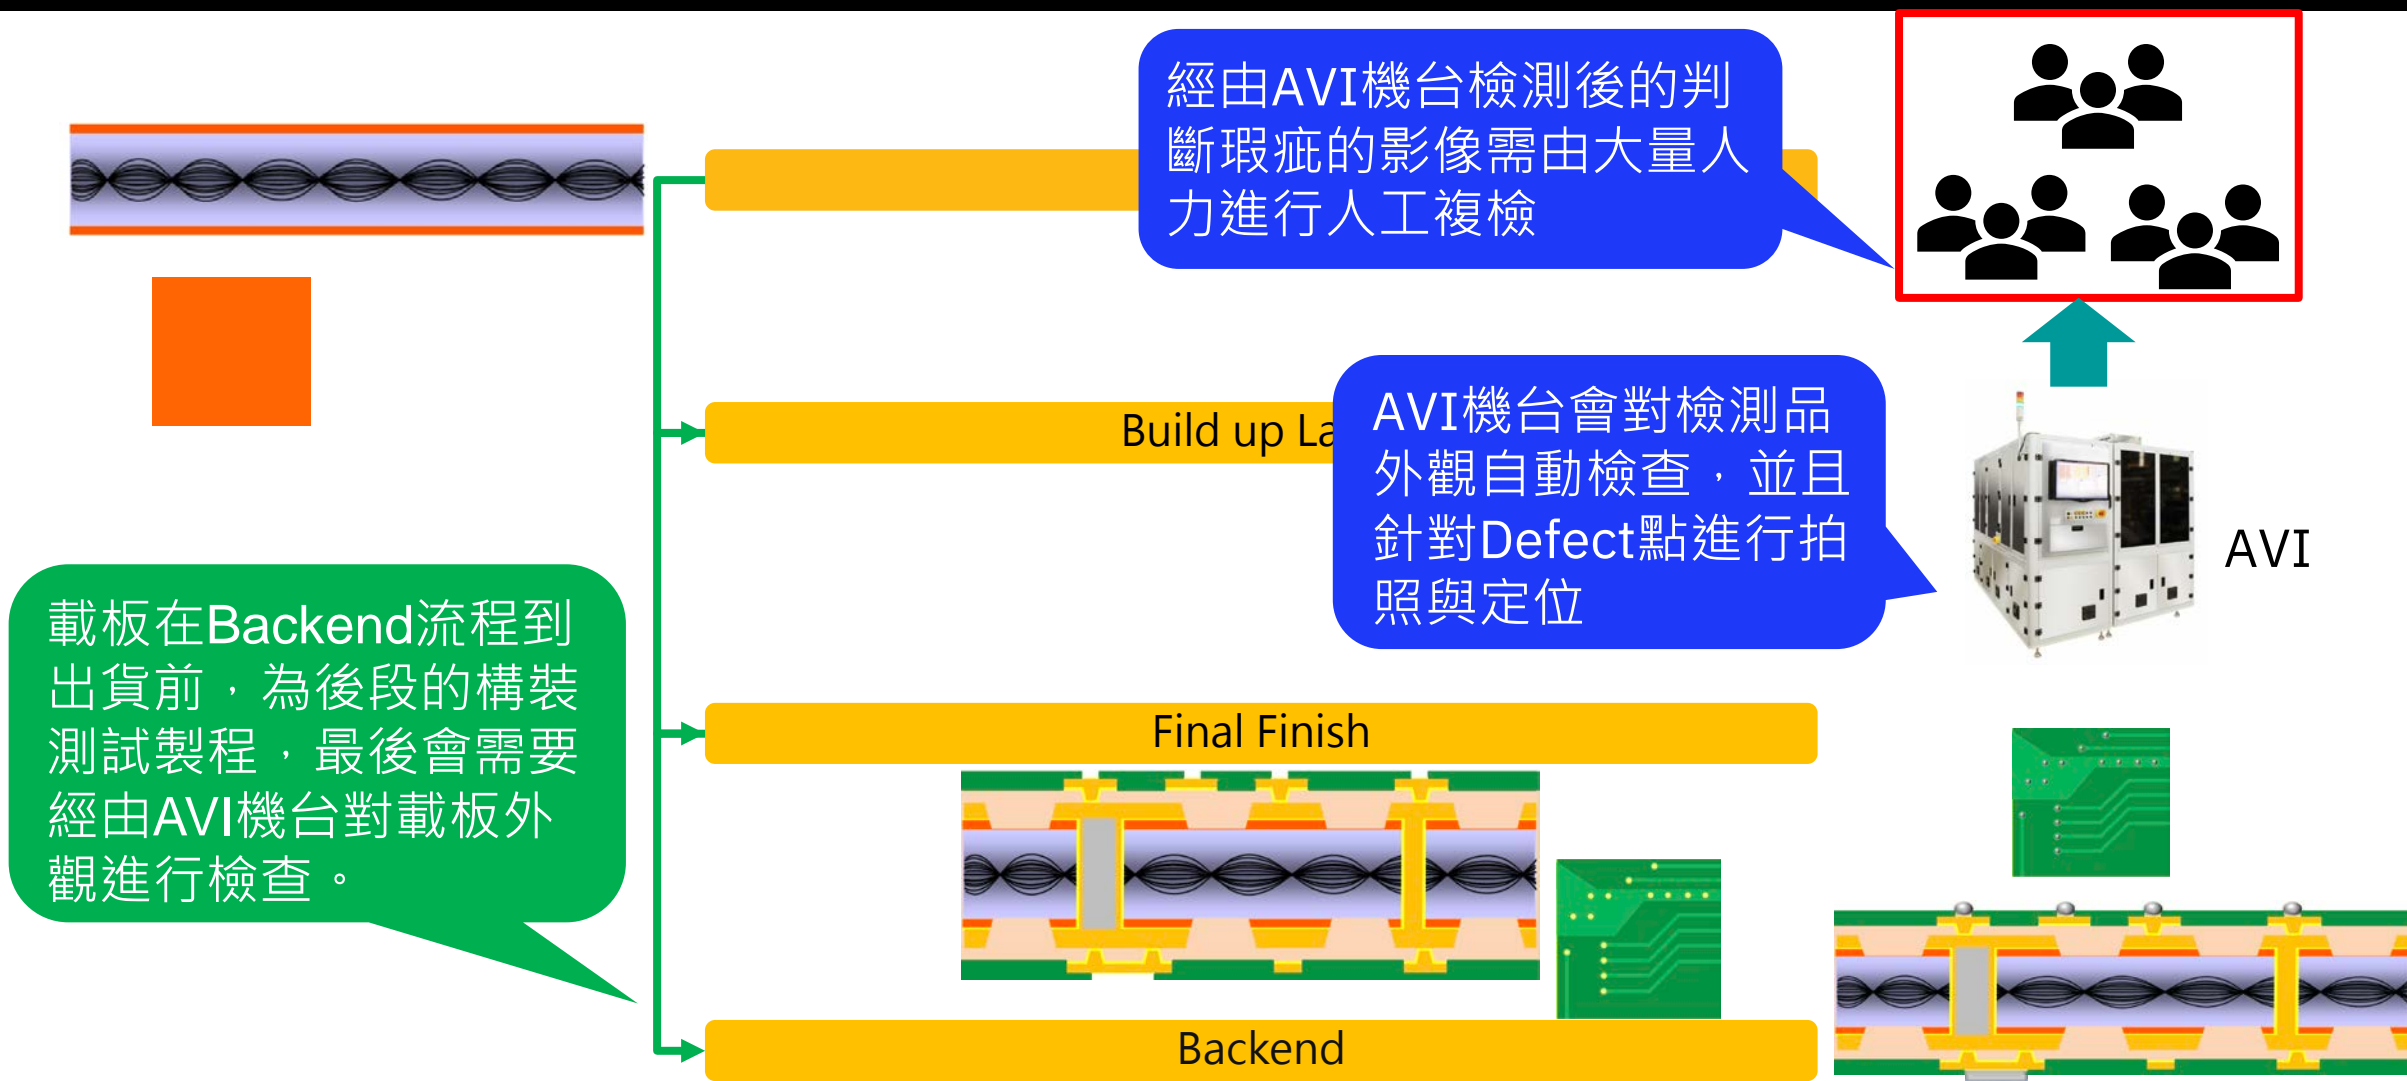 經由AVI機台檢測後的判
斷瑕疵的影像需由大量人
力進行人工複檢
Build up La
AVI機台會對檢測品
外觀自動檢查，並且
針對Defect點進行拍
照與定位
AVI
載板在Backend流程到
出貨前，為後段的構裝
測試製程，最後會需要
經由AVI機台對載板外
觀進行檢查。
Final Finish
Backend